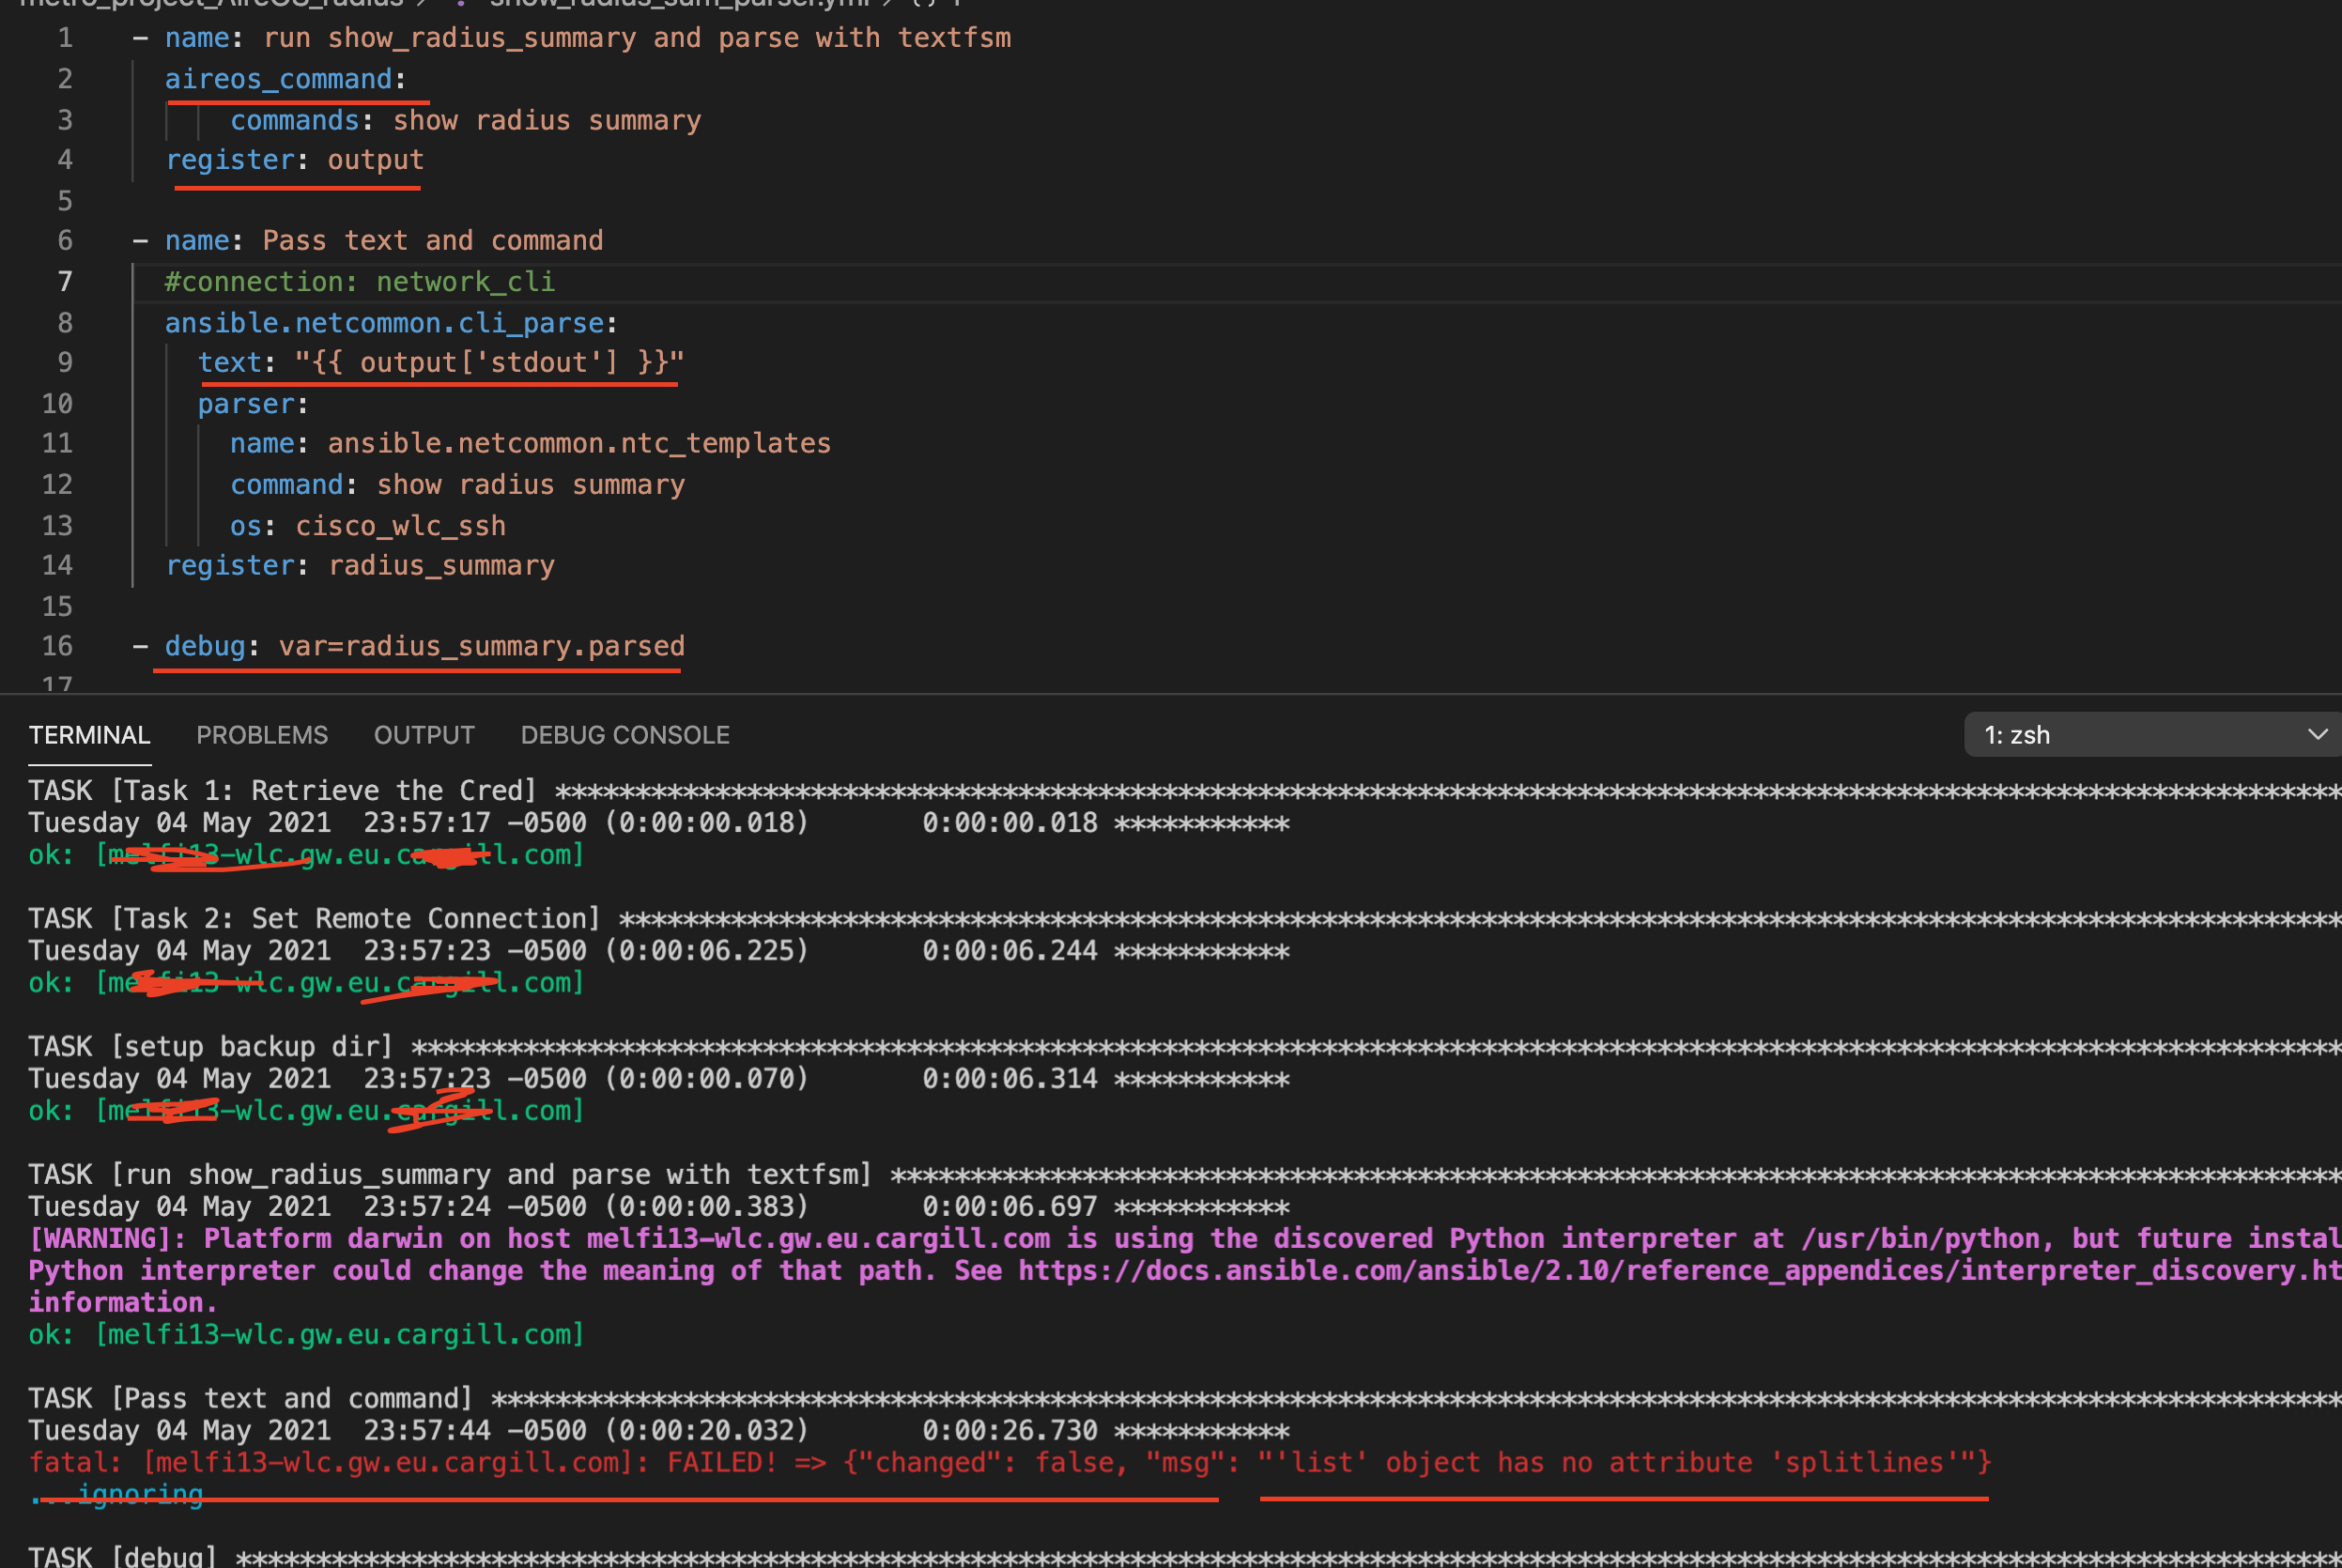 metro_project_AireOS_radius > ! show_radius_sum_parser.yml > {} 1
1 - name: run show_radius_summary and parse with textfsm
2 aireos_command:
3 commands: show radius summary
4 register: output
5
6 - name: Pass text and command
7 #connection: network_cli
8 ansible.netcommon.cli_parse:
9 text: "{{ output['stdout'] }}"
10 parser:
11 name: ansible.netcommon.ntc_templates
12 command: show radius summary
13 os: cisco_wlc_ssh
14 register: radius_summary
15
16 - debug: var=radius_summary.parsed
17
TERMINAL PROBLEMS OUTPUT DEBUG CONSOLE 1: zsh
TASK [Task 1: Retrieve the Cred] ***************************************************************************************************************
Tuesday 04 May 2021  23:57:17 -0500 (0:00:00.018)       0:00:00.018 ***********
ok: [melfi13-wlc.gw.eu.cargill.com]
TASK [Task 2: Set Remote Connection] ***********************************************************************************************************
Tuesday 04 May 2021  23:57:23 -0500 (0:00:06.225)       0:00:06.244 ***********
ok: [melfi13-wlc.gw.eu.cargill.com]
TASK [setup backup dir] ************************************************************************************************************************
Tuesday 04 May 2021  23:57:23 -0500 (0:00:00.070)       0:00:06.314 ***********
ok: [melfi13-wlc.gw.eu.cargill.com]
TASK [run show_radius_summary and parse with textfsm] ******************************************************************************************
Tuesday 04 May 2021  23:57:24 -0500 (0:00:00.383)       0:00:06.697 ***********
[WARNING]: Platform darwin on host melfi13-wlc.gw.eu.cargill.com is using the discovered Python interpreter at /usr/bin/python, but future instal
Python interpreter could change the meaning of that path. See https://docs.ansible.com/ansible/2.10/reference_appendices/interpreter_discovery.ht
information.
ok: [melfi13-wlc.gw.eu.cargill.com]
TASK [Pass text and command] *******************************************************************************************************************
Tuesday 04 May 2021  23:57:44 -0500 (0:00:20.032)       0:00:26.730 ***********
fatal: [melfi13-wlc.gw.eu.cargill.com]: FAILED! => {"changed": false, "msg": "'list' object has no attribute 'splitlines'"}
...ignoring
TASK [debug] ***********************************************************************************************************************************